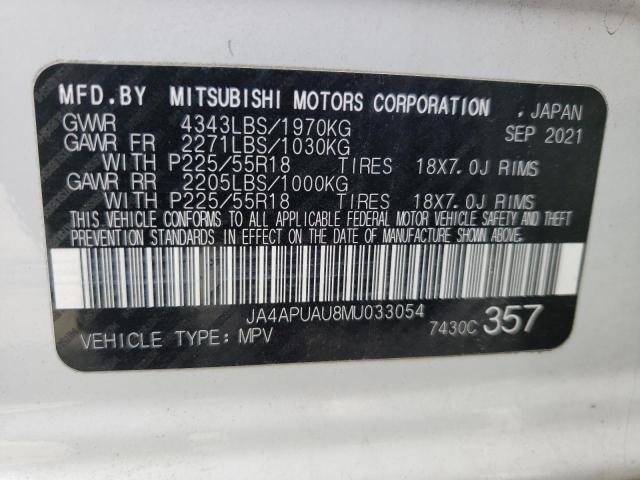 MFD.BY MITSUBISHI MOTORS CORPORATION . JAPAN
GVWR 4343LBS/1970KG SEP 2021
GAWR FR 2271LBS/1030KG
WITH P225/55R18 TIRES 18X7.0J RIMS
GAWR RR 2205LBS/1000KG
WITH P225/55R18 TIRES 18X7.0J RIMS
THIS VEHICLE CONFORMS TO ALL APPLICABLE FEDERAL MOTOR VEHICLE SAFETY AND THEFT
PREVENTION STANDARDS IN EFFECT ON THE DATE OF MANUFACTURE SHOWN ABOVE.
JA4APUAU8MU033054
VEHICLE TYPE: MPV 7430C 357